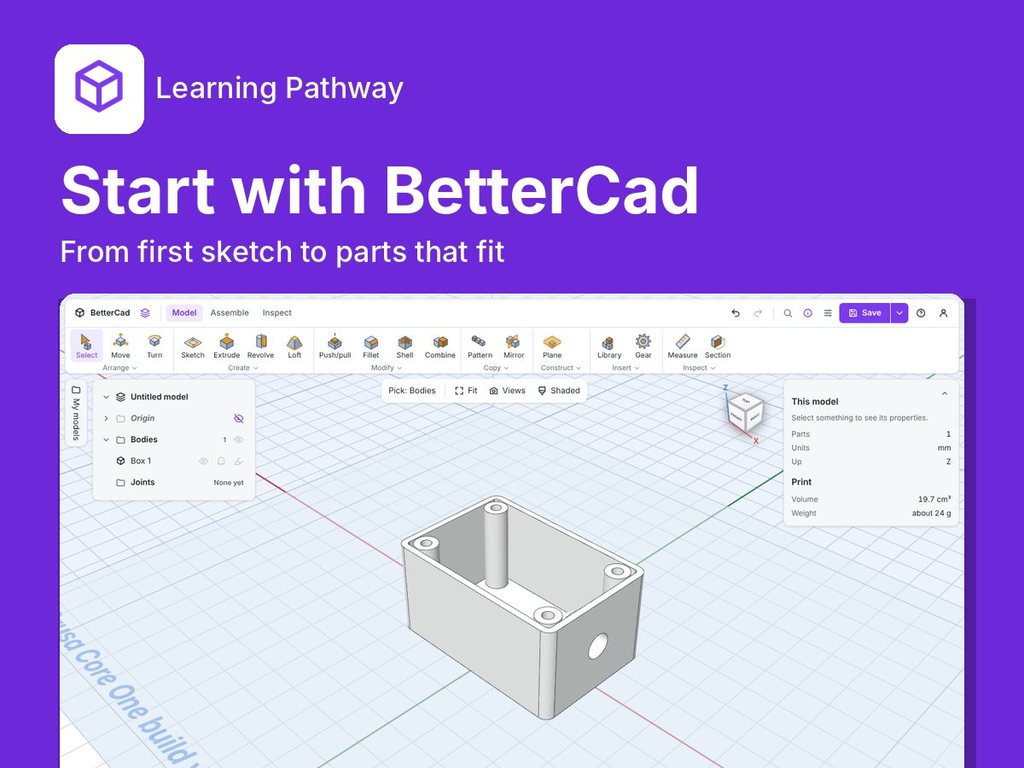 Learning Pathway
Start with BetterCad
From first sketch to parts that fit
BetterCad Model Assemble Inspect Save
Select Move Turn Sketch Extrude Revolve Loft Push/pull Fillet Shell Combine Pattern Mirror Plane Library Gear Measure Section
Arrange Create Modify Copy Construct Insert Inspect
My models
Untitled model
Origin
Bodies 1
Box 1
Joints None yet
Pick: Bodies Fit Views Shaded
Z
X
This model
Select something to see its properties.
Parts 1
Units mm
Up Z
Print
Volume 19.7 cm³
Weight about 24 g
Core One build